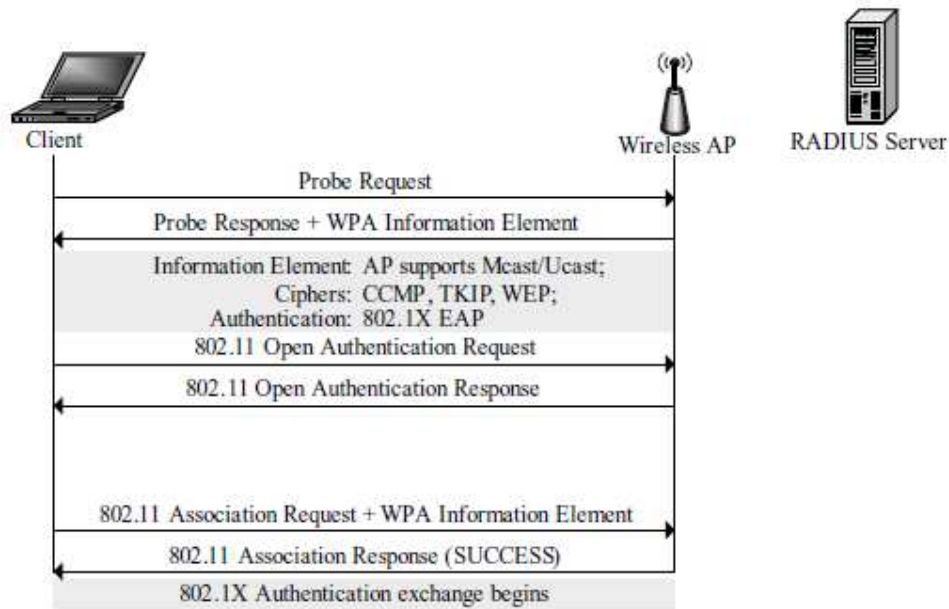 Client
Wireless AP
RADIUS Server
Probe Request
Probe Response + WPA Information Element
Information Element: AP supports Mcast/Ucast;
Ciphers: CCMP, TKIP, WEP;
Authentication: 802.1X EAP
802.11 Open Authentication Request
802.11 Open Authentication Response
802.11 Association Request + WPA Information Element
802.11 Association Response (SUCCESS)
802.1X Authentication exchange begins